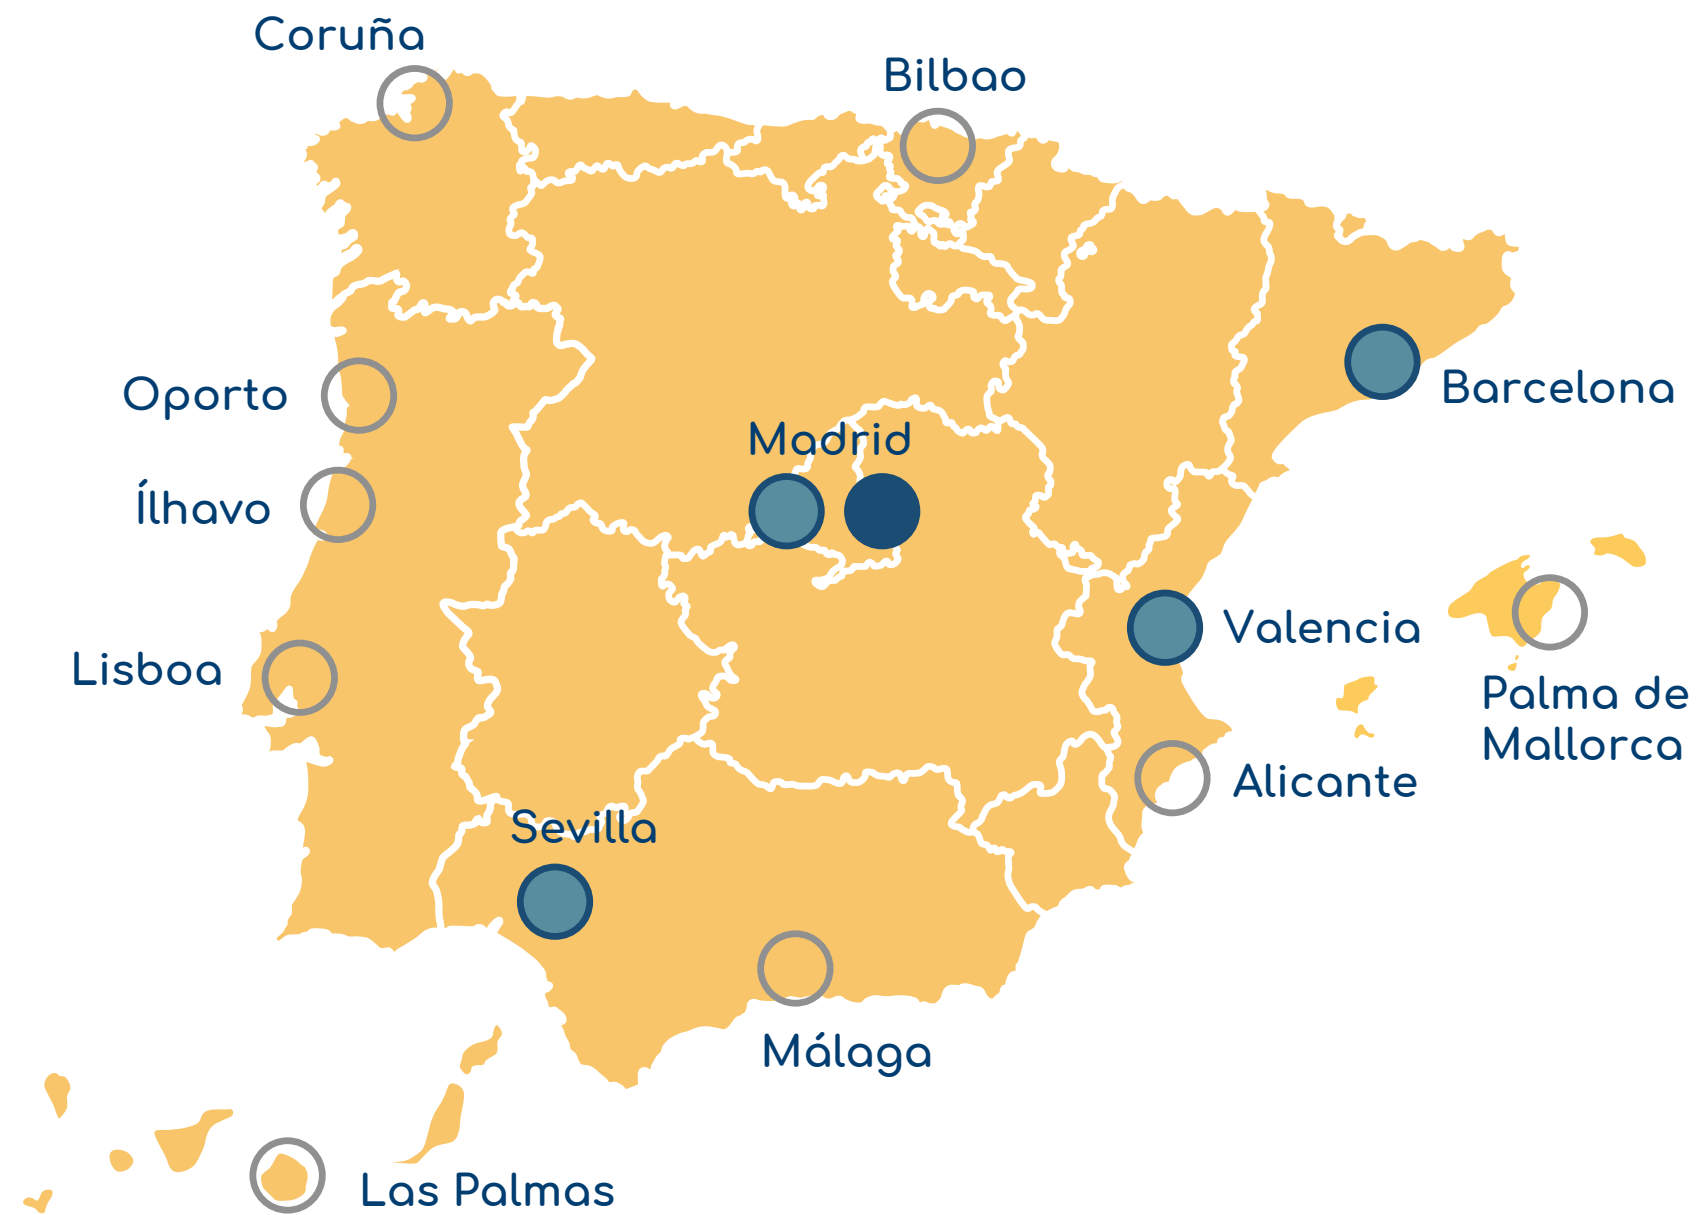 Coruña
Bilbao
Oporto
Barcelona
Madrid
Ílhavo
Valencia
Lisboa
Palma de
Mallorca
Alicante
Sevilla
Málaga
Las Palmas